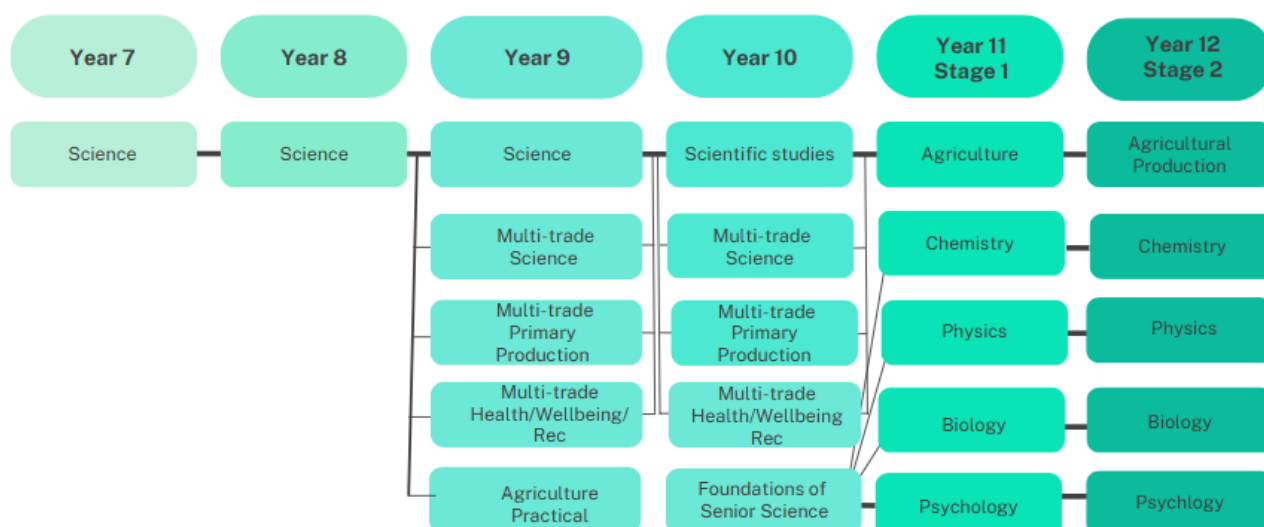 Year 7
Year 8
Year 9
Year 10
Year 11
Stage 1
Year 12
Stage 2
Science
Science
Science
Scientific studies
Agriculture
Agricultural
Production
Multi-trade
Science
Multi-trade
Science
Chemistry
Chemistry
Multi-trade
Primary
Production
Multi-trade
Primary
Production
Physics
Physics
Multi-trade
Health/Wellbeing/
Rec
Multi-trade
Health/Wellbeing
Rec
Biology
Biology
Agriculture
Practical
Foundations of
Senior Science
Psychology
Psychlogy